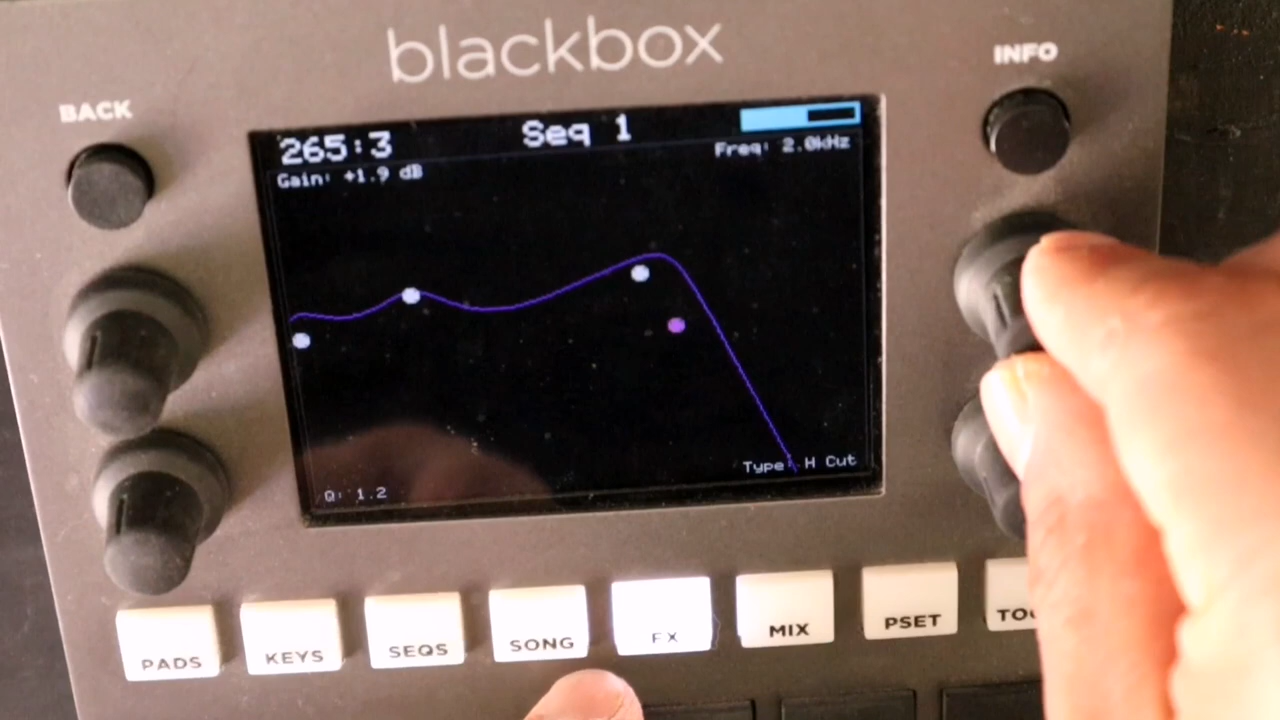 blackbox
INFO
BACK
265:3 Seq 1
Gain: +1.9 dB Freq: 2.0kHz
Q: 1.2 Type: H Cut
PADS KEYS SEQS SONG FX MIX PSET